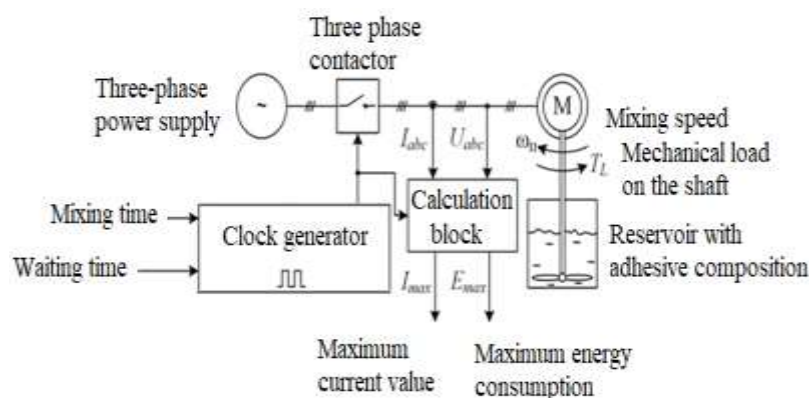 Three phase
contactor
Three-phase
power supply
~
M
I_abc
U_abc
ω_n
T_L
Mixing speed
Mechanical load
on the shaft
Mixing time
Waiting time
Clock generator
Calculation
block
Reservoir with
adhesive composition
I_max
E_max
Maximum
current value
Maximum energy
consumption